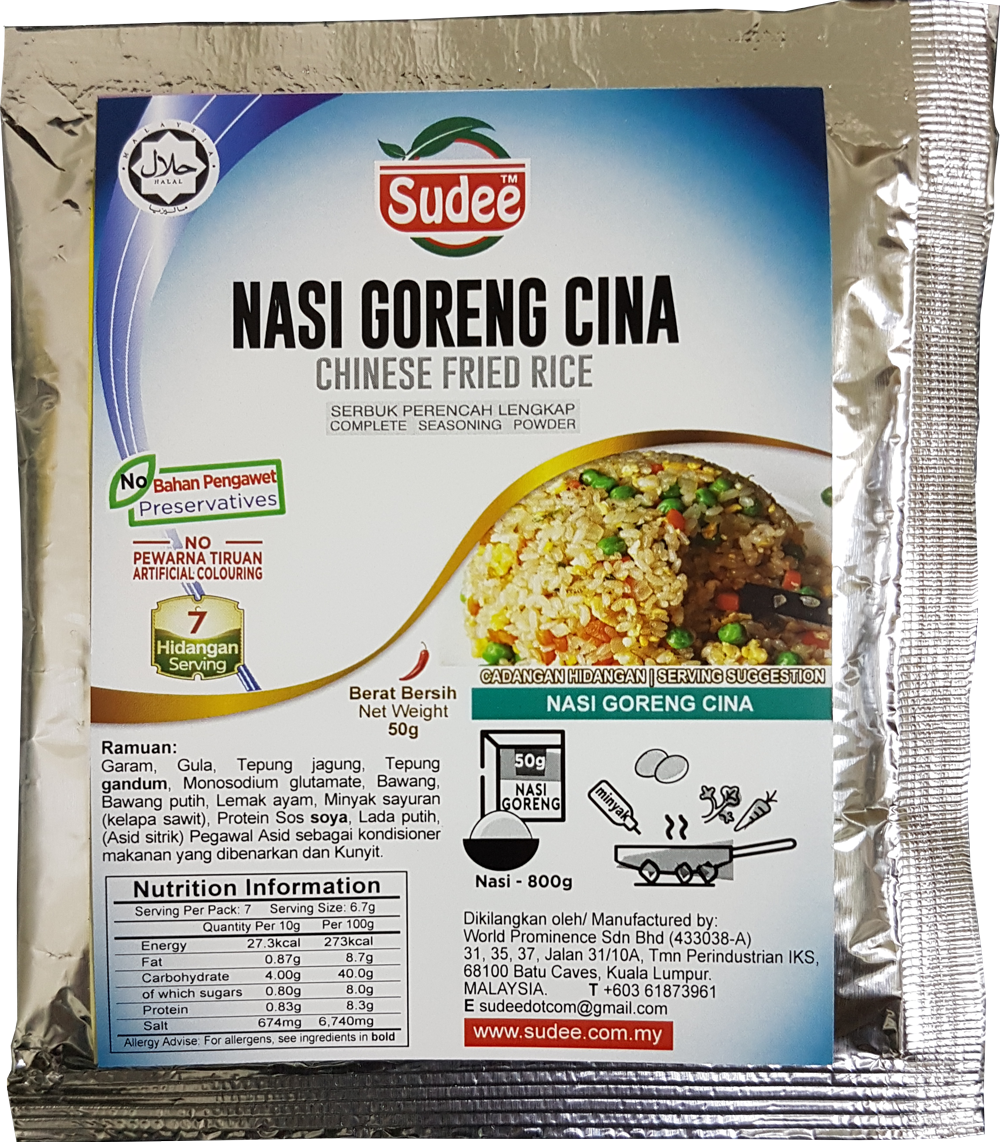 MALAYSIA
حلال
HALAL
ماليزيا
Sudee™
NASI GORENG CINA
CHINESE FRIED RICE
SERBUK PERENCAH LENGKAP
COMPLETE SEASONING POWDER
No Bahan Pengawet
Preservatives
NO
PEWARNA TIRUAN
ARTIFICIAL COLOURING
7
Hidangan
Serving
Berat Bersih
Net Weight
50g
CADANGAN HIDANGAN | SERVING SUGGESTION
NASI GORENG CINA
Ramuan:
Garam, Gula, Tepung jagung, Tepung
gandum, Monosodium glutamate, Bawang,
Bawang putih, Lemak ayam, Minyak sayuran
(kelapa sawit), Protein Sos soya, Lada putih,
(Asid sitrik) Pegawal Asid sebagai kondisioner
makanan yang dibenarkan dan Kunyit.
50g
NASI
GORENG
minyak
Nasi - 800g
Nutrition Information
Serving Per Pack: 7 Serving Size: 6.7g
Quantity Per 10g Per 100g
Energy 27.3kcal 273kcal
Fat 0.87g 8.7g
Carbohydrate 4.00g 40.0g
of which sugars 0.80g 8.0g
Protein 0.83g 8.3g
Salt 674mg 6,740mg
Allergy Advise: For allergens, see ingredients in bold
Dikilangkan oleh/ Manufactured by:
World Prominence Sdn Bhd (433038-A)
31, 35, 37, Jalan 31/10A, Tmn Perindustrian IKS,
68100 Batu Caves, Kuala Lumpur.
MALAYSIA. T +603 61873961
E sudeedotcom@gmail.com
www.sudee.com.my